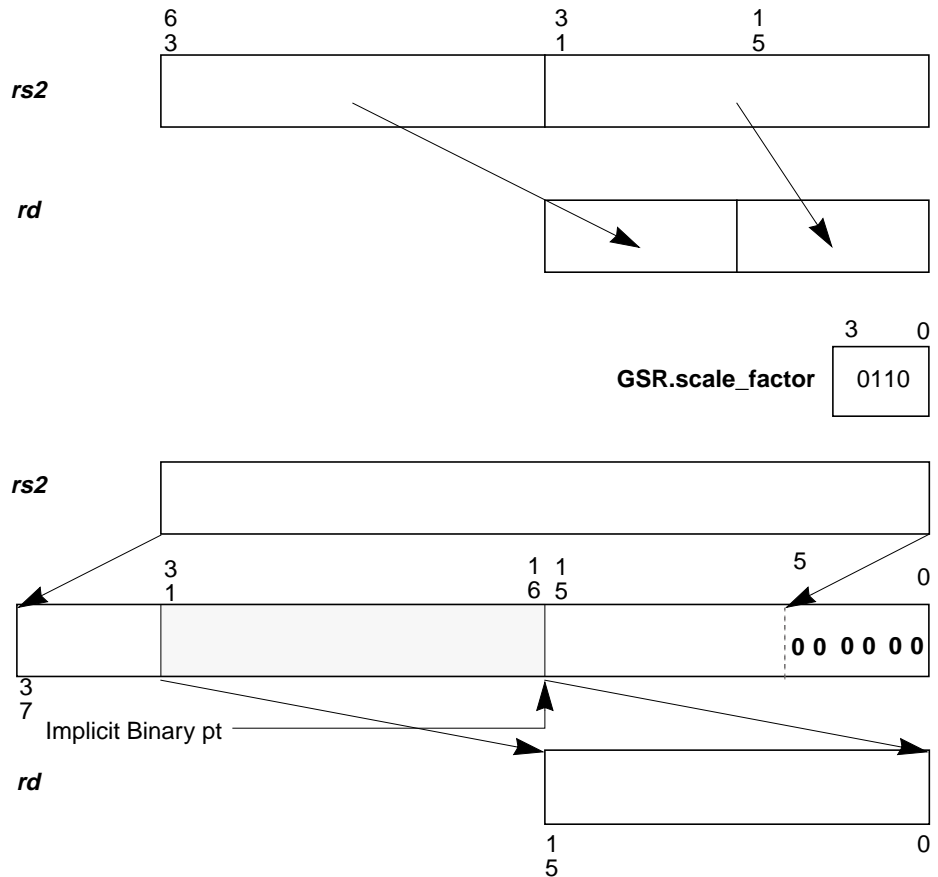 6 3 1
3 1 5
rs2
rd
3 0
GSR.scale_factor 0110
rs2
3 1 1 5 0
1 6 5
0 0 0 0 0 0
3
7
Implicit Binary pt
rd
1 0
5